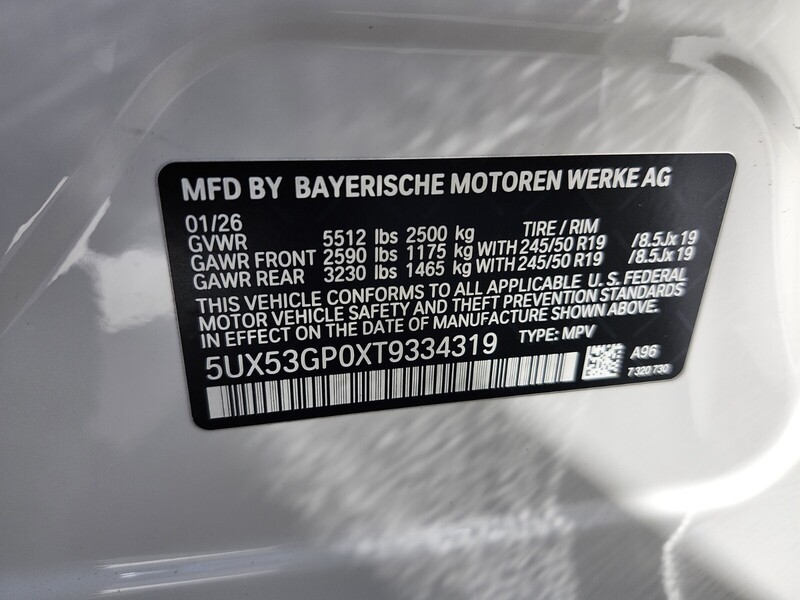 MFD BY BAYERISCHE MOTOREN WERKE AG
01/26 TIRE / RIM
GVWR 5512 lbs 2500 kg
GAWR FRONT 2590 lbs 1175 kg WITH 245/50 R19 /8.5Jx19
GAWR REAR 3230 lbs 1465 kg WITH 245/50 R19 /8.5Jx19
THIS VEHICLE CONFORMS TO ALL APPLICABLE U. S. FEDERAL
MOTOR VEHICLE SAFETY AND THEFT PREVENTION STANDARDS
IN EFFECT ON THE DATE OF MANUFACTURE SHOWN ABOVE.
5UX53GP0XT9334319 TYPE: MPV
A96
7 320 730